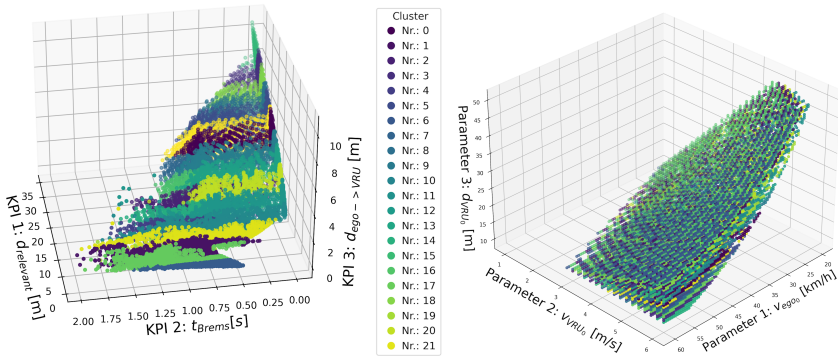 KPI 1: d_relevant [m]
35
30
25
20
15
10
5
0
2.00
1.75
1.50
1.25
1.00
0.75
0.50
0.25
0.00
KPI 2: t_Brems[s]
10
8
6
4
2
0
KPI 3: d_ego−>VRU [m]
Cluster
Nr.: 0
Nr.: 1
Nr.: 2
Nr.: 3
Nr.: 4
Nr.: 5
Nr.: 6
Nr.: 7
Nr.: 8
Nr.: 9
Nr.: 10
Nr.: 11
Nr.: 12
Nr.: 13
Nr.: 14
Nr.: 15
Nr.: 16
Nr.: 17
Nr.: 18
Nr.: 19
Nr.: 20
Nr.: 21
Parameter 3: d_VRU₀ [m]
50
45
40
35
30
25
20
15
10
1
2
3
4
5
6
Parameter 2: v_VRU₀ [m/s]
60
55
50
45
40
35
30
25
20
Parameter 1: v_ego₀ [km/h]